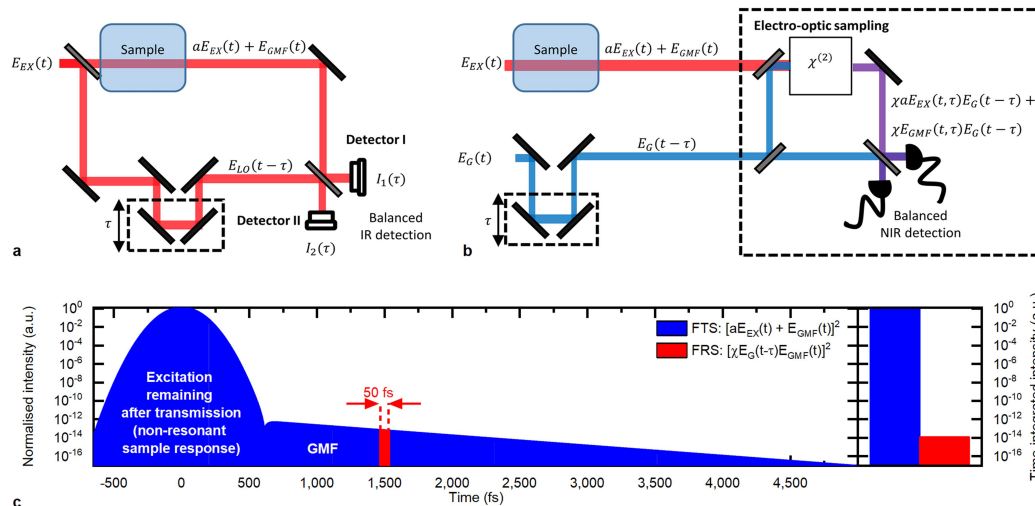 a
Sample
aE_EX(t) + E_GMF(t)
E_EX(t)
Detector I
E_LO(t − τ)
I_1(τ)
τ
Detector II
I_2(τ)
Balanced
IR detection
b
Sample
aE_EX(t) + E_GMF(t)
E_EX(t)
Electro-optic sampling
χ^(2)
χaE_EX(t,τ)E_G(t − τ) +
χE_GMF(t,τ)E_G(t − τ)
E_G(t)
E_G(t − τ)
τ
Balanced
NIR detection
c
Normalised intensity (a.u.)
10^0
10^-2
10^-4
10^-6
10^-8
10^-10
10^-12
10^-14
10^-16
Excitation
remaining
after transmission
(non-resonant
sample response)
GMF
50 fs
FTS: [aE_EX(t) + E_GMF(t)]^2
FRS: [χE_G(t-τ)E_GMF(t)]^2
-500
0
500
1,000
1,500
2,000
2,500
3,000
3,500
4,000
4,500
Time (fs)
10^0
10^-2
10^-4
10^-6
10^-8
10^-10
10^-12
10^-14
10^-16
Time integrated intensity (a.u.)